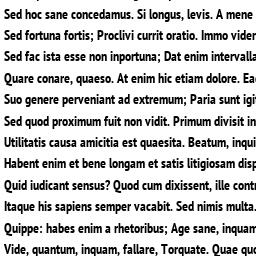 Sed hoc sane concedamus. Si longus, levis. A mene
Sed fortuna fortis; Proclivi currit oratio. Immo vider
Sed fac ista esse non inportuna; Dat enim intervalla
Quare conare, quaeso. At enim hic etiam dolore.
Suo genere perveniant ad extremum; Paria sunt igit
Sed quod proximum fuit non vidit. Primum divisit in
Utilitatis causa amicitia est quaesita. Beatum, inqui
Habent enim et bene longam et satis litigiosam disp
Quid iudicant sensus? Quod cum dixissent, ille cont
Itaque his sapiens semper vacabit. Sed nimis multa.
Quippe: habes enim a rhetoribus; Age sane, inquam
Vide, quantum, inquam, fallare, Torquate. Quae quo